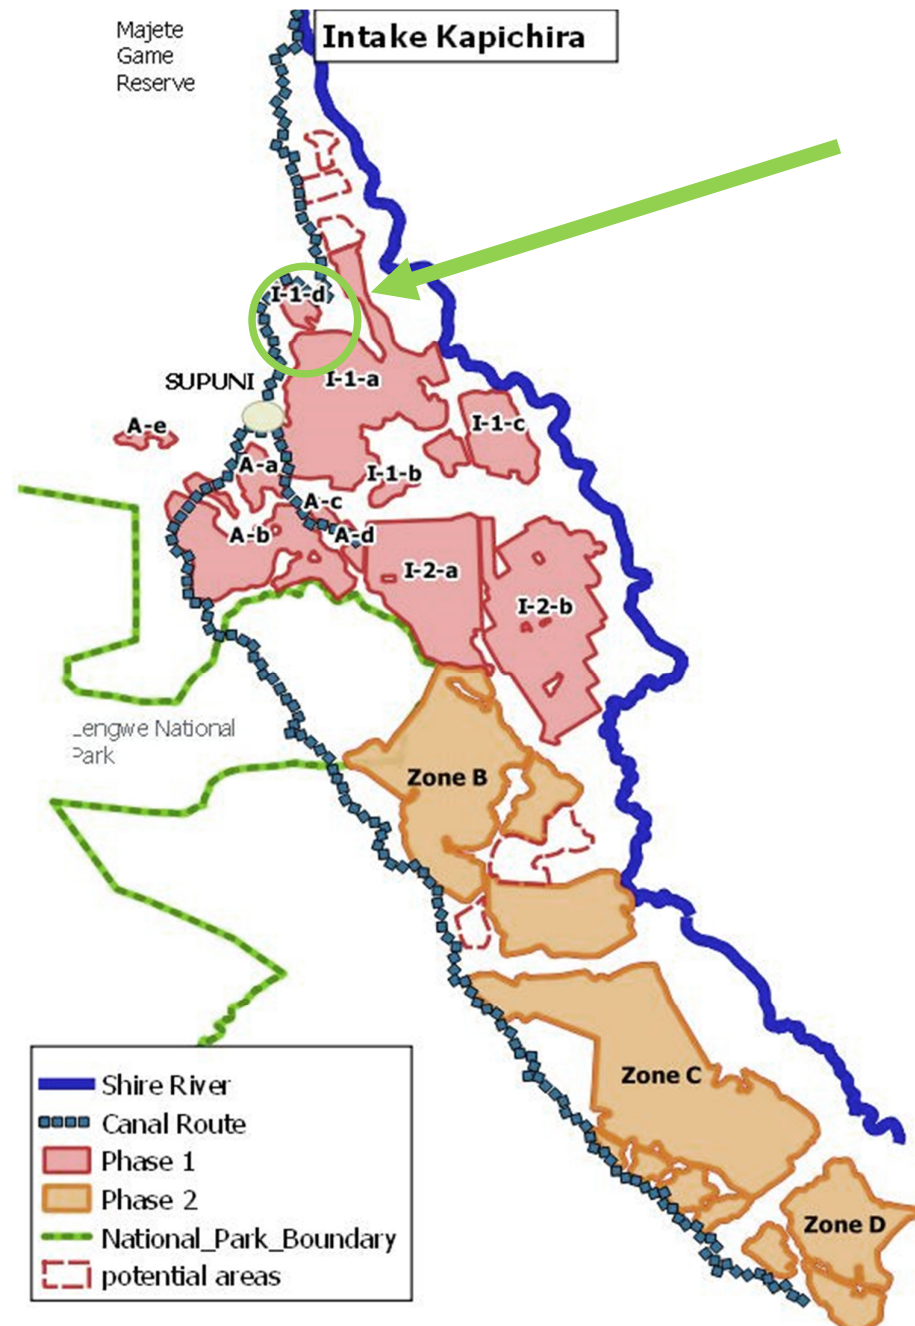 Majete
Game
Reserve
Intake Kapichira
I-1-d
I-1-a
SUPUNI
A-e
I-1-c
A-a
I-1-b
A-c
A-b
A-d
I-2-a
I-2-b
Lengwe National
Park
Zone B
Zone C
Zone D
Shire River
Canal Route
Phase 1
Phase 2
National_Park_Boundary
potential areas